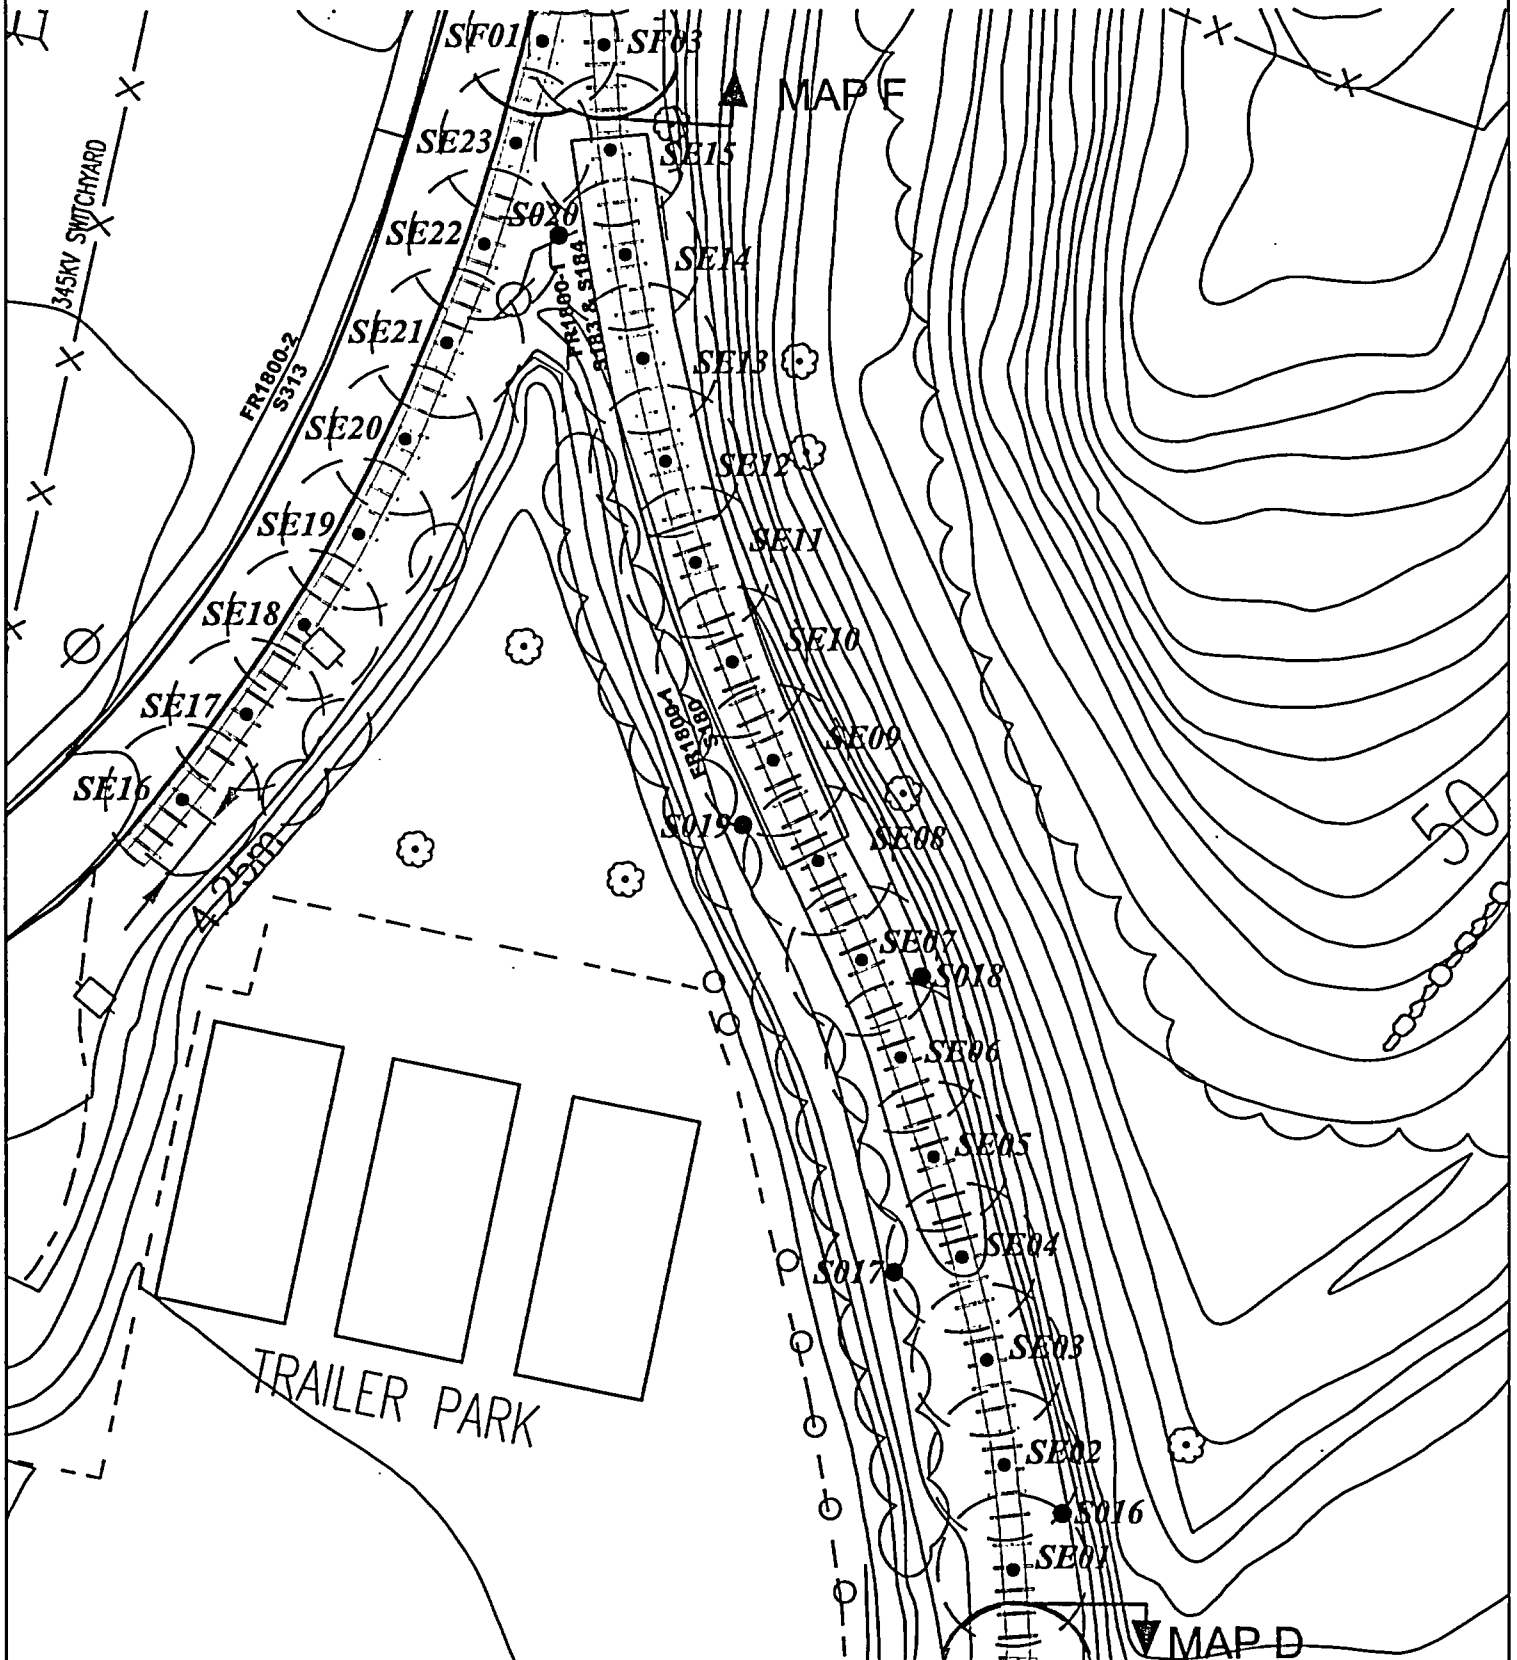 SF01
SF03
MAP F
SE23
SE15
345KV SWITCHYARD
S020
SE22
SE14
FR1800-1
S183 & S184
SE21
SE13
FR1800-2
S313
SE20
SE12
SE19
SE11
SE18
SE10
SE17
FR1800-1
S180
SE09
SE16
S019
SE08
50
4.25m
SE07
S018
SE06
SE05
SE04
S017
SE03
TRAILER PARK
SE02
S016
SE01
MAP D